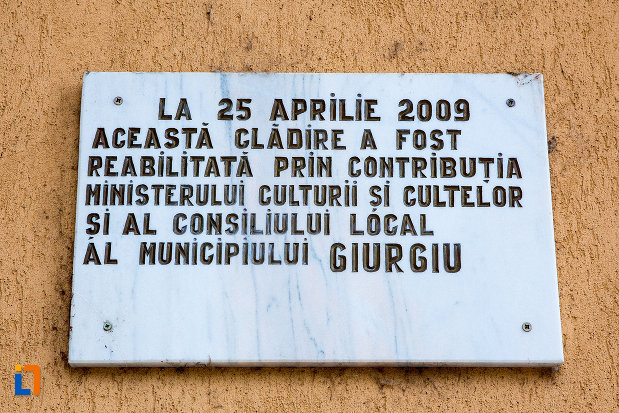 LA 25 APRILIE 2009
ACEASTĂ CLĂDIRE A FOST
REABILITATĂ PRIN CONTRIBUȚIA
MINISTERULUI CULTURII ȘI CULTELOR
ȘI AL CONSILIULUI LOCAL
AL MUNICIPIULUI GIURGIU